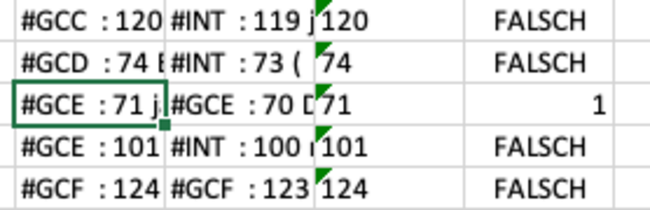 #GCC : 120 #INT : 119 j 120 FALSCH
#GCD : 74 E #INT : 73 ( 74 FALSCH
#GCE : 71 j #GCE : 70 D 71 1
#GCE : 101 #INT : 100 101 FALSCH
#GCF : 124 #GCF : 123 124 FALSCH